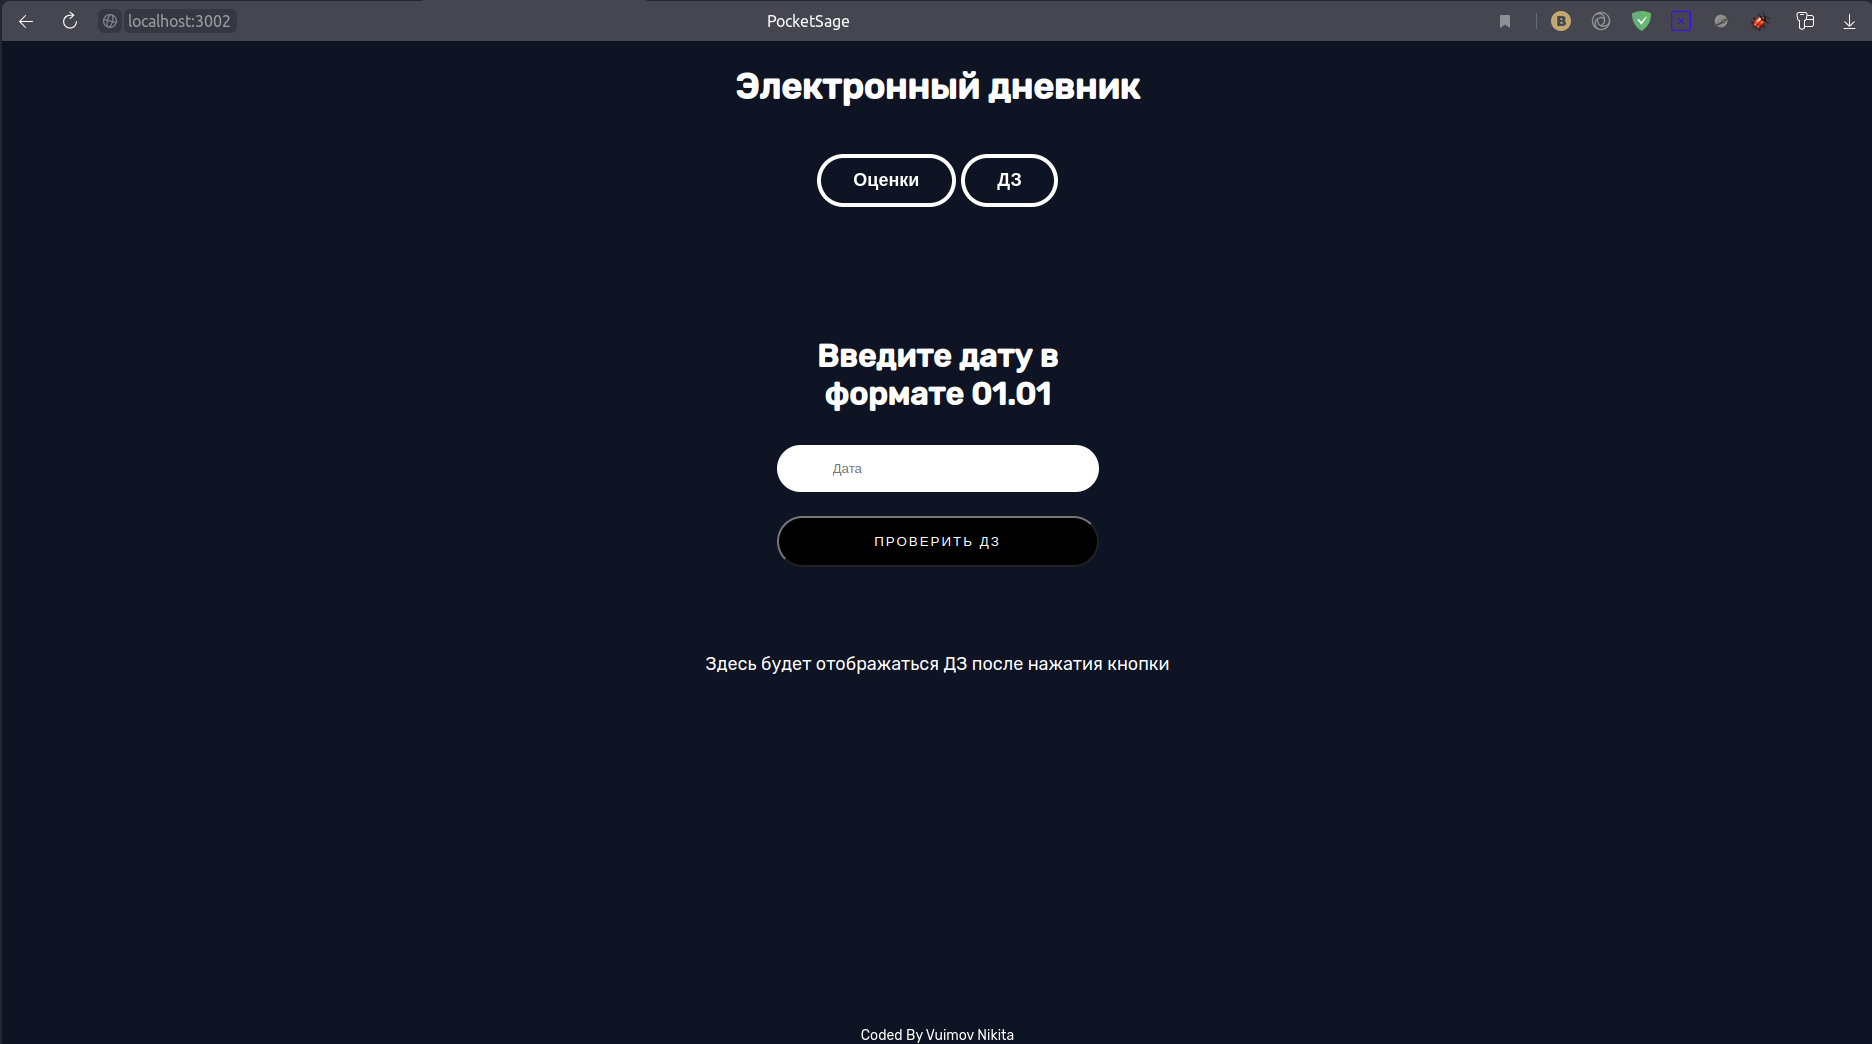 localhost:3002
PocketSage
Электронный дневник
Оценки
ДЗ
Введите дату в
формате 01.01
Дата
ПРОВЕРИТЬ ДЗ
Здесь будет отображаться ДЗ после нажатия кнопки
Coded By Vuimov Nikita